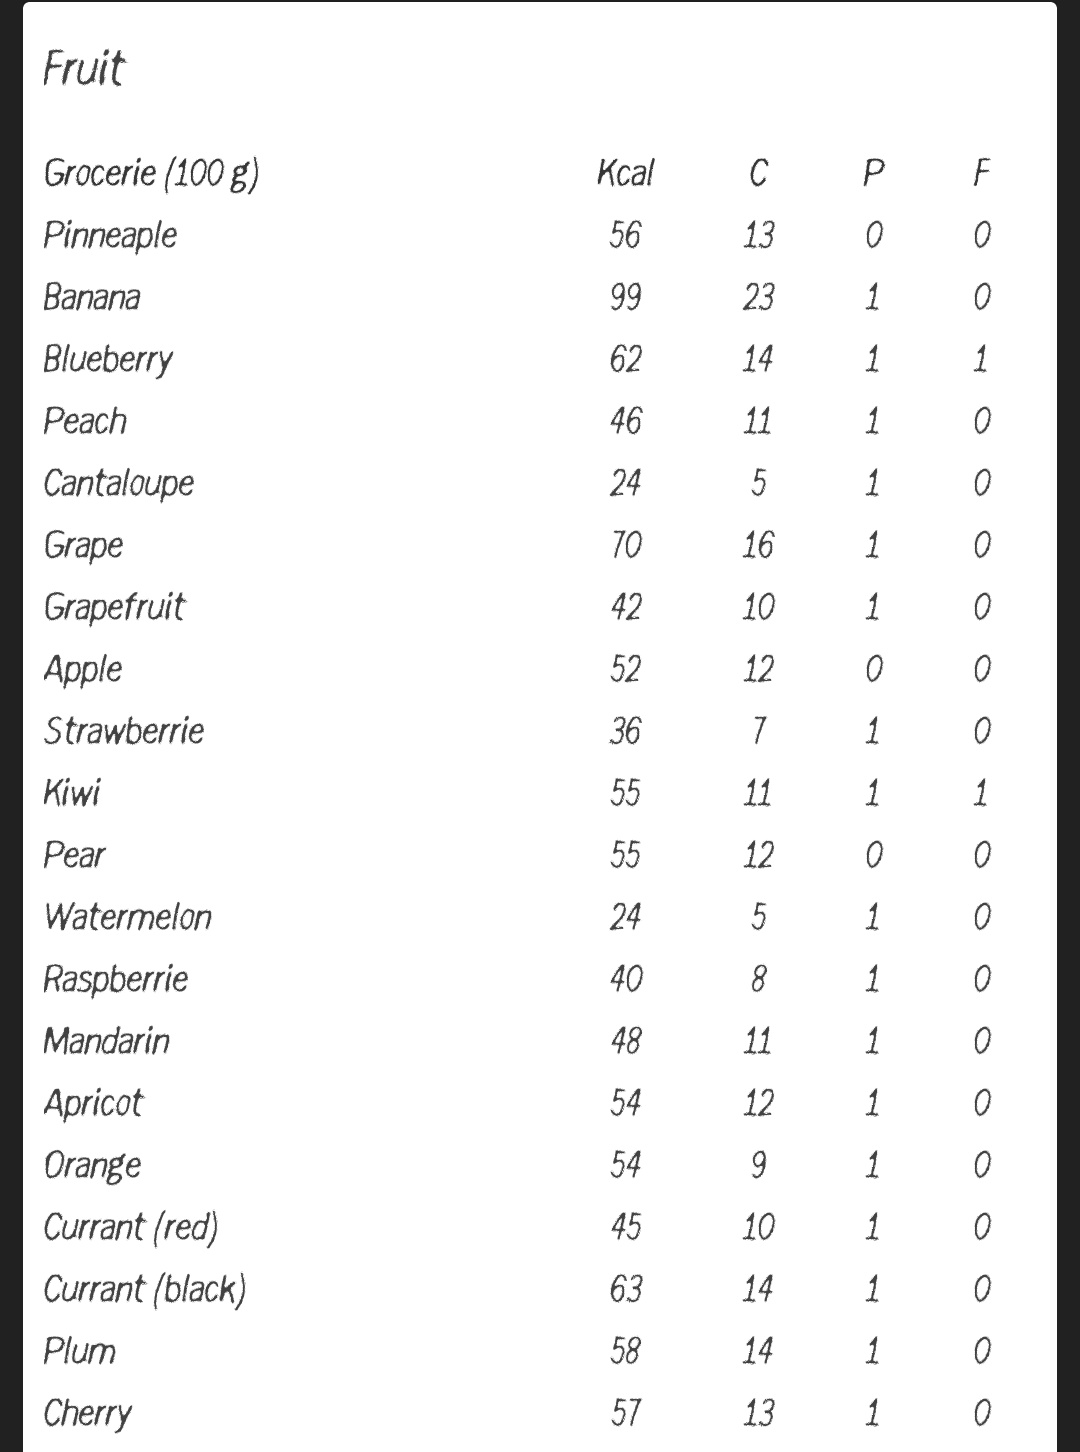 Fruit
Grocerie (100 g) Kcal C P F
Pinneaple 56 13 0 0
Banana 99 23 1 0
Blueberry 62 14 1 1
Peach 46 11 1 0
Cantaloupe 24 5 1 0
Grape 70 16 1 0
Grapefruit 42 10 1 0
Apple 52 12 0 0
Strawberrie 36 7 1 0
Kiwi 55 11 1 1
Pear 55 12 0 0
Watermelon 24 5 1 0
Raspberrie 40 8 1 0
Mandarin 48 11 1 0
Apricot 54 12 1 0
Orange 54 9 1 0
Currant (red) 45 10 1 0
Currant (black) 63 14 1 0
Plum 58 14 1 0
Cherry 57 13 1 0